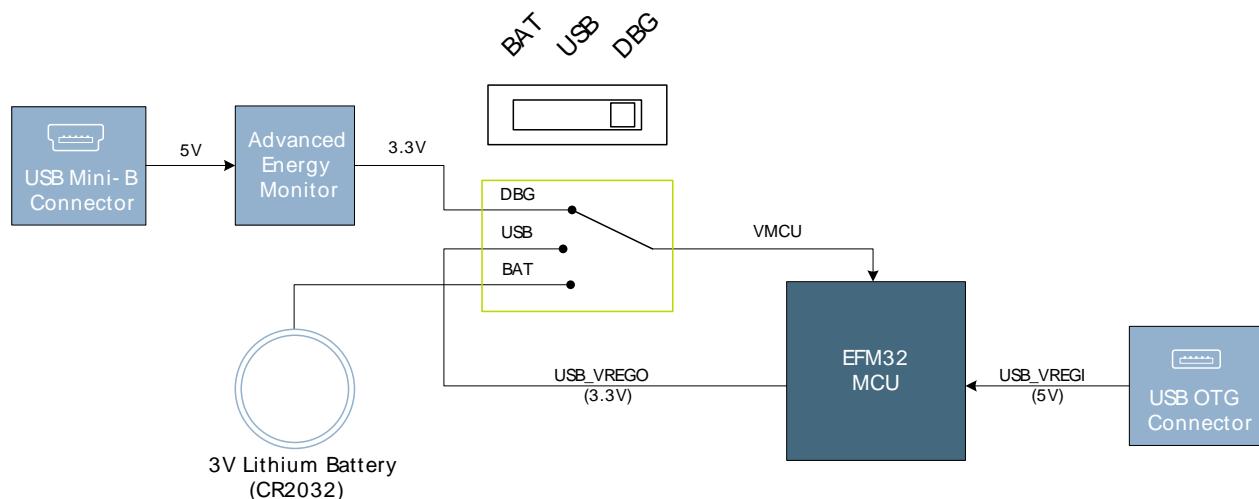 BAT
USB
DBG
USB Mini-B
Connector
5V
Advanced
Energy
Monitor
3.3V
DBG
USB
BAT
VMCU
EFM32
MCU
USB_VREGO
(3.3V)
USB_VREGI
(5V)
USB OTG
Connector
3V Lithium Battery
(CR2032)